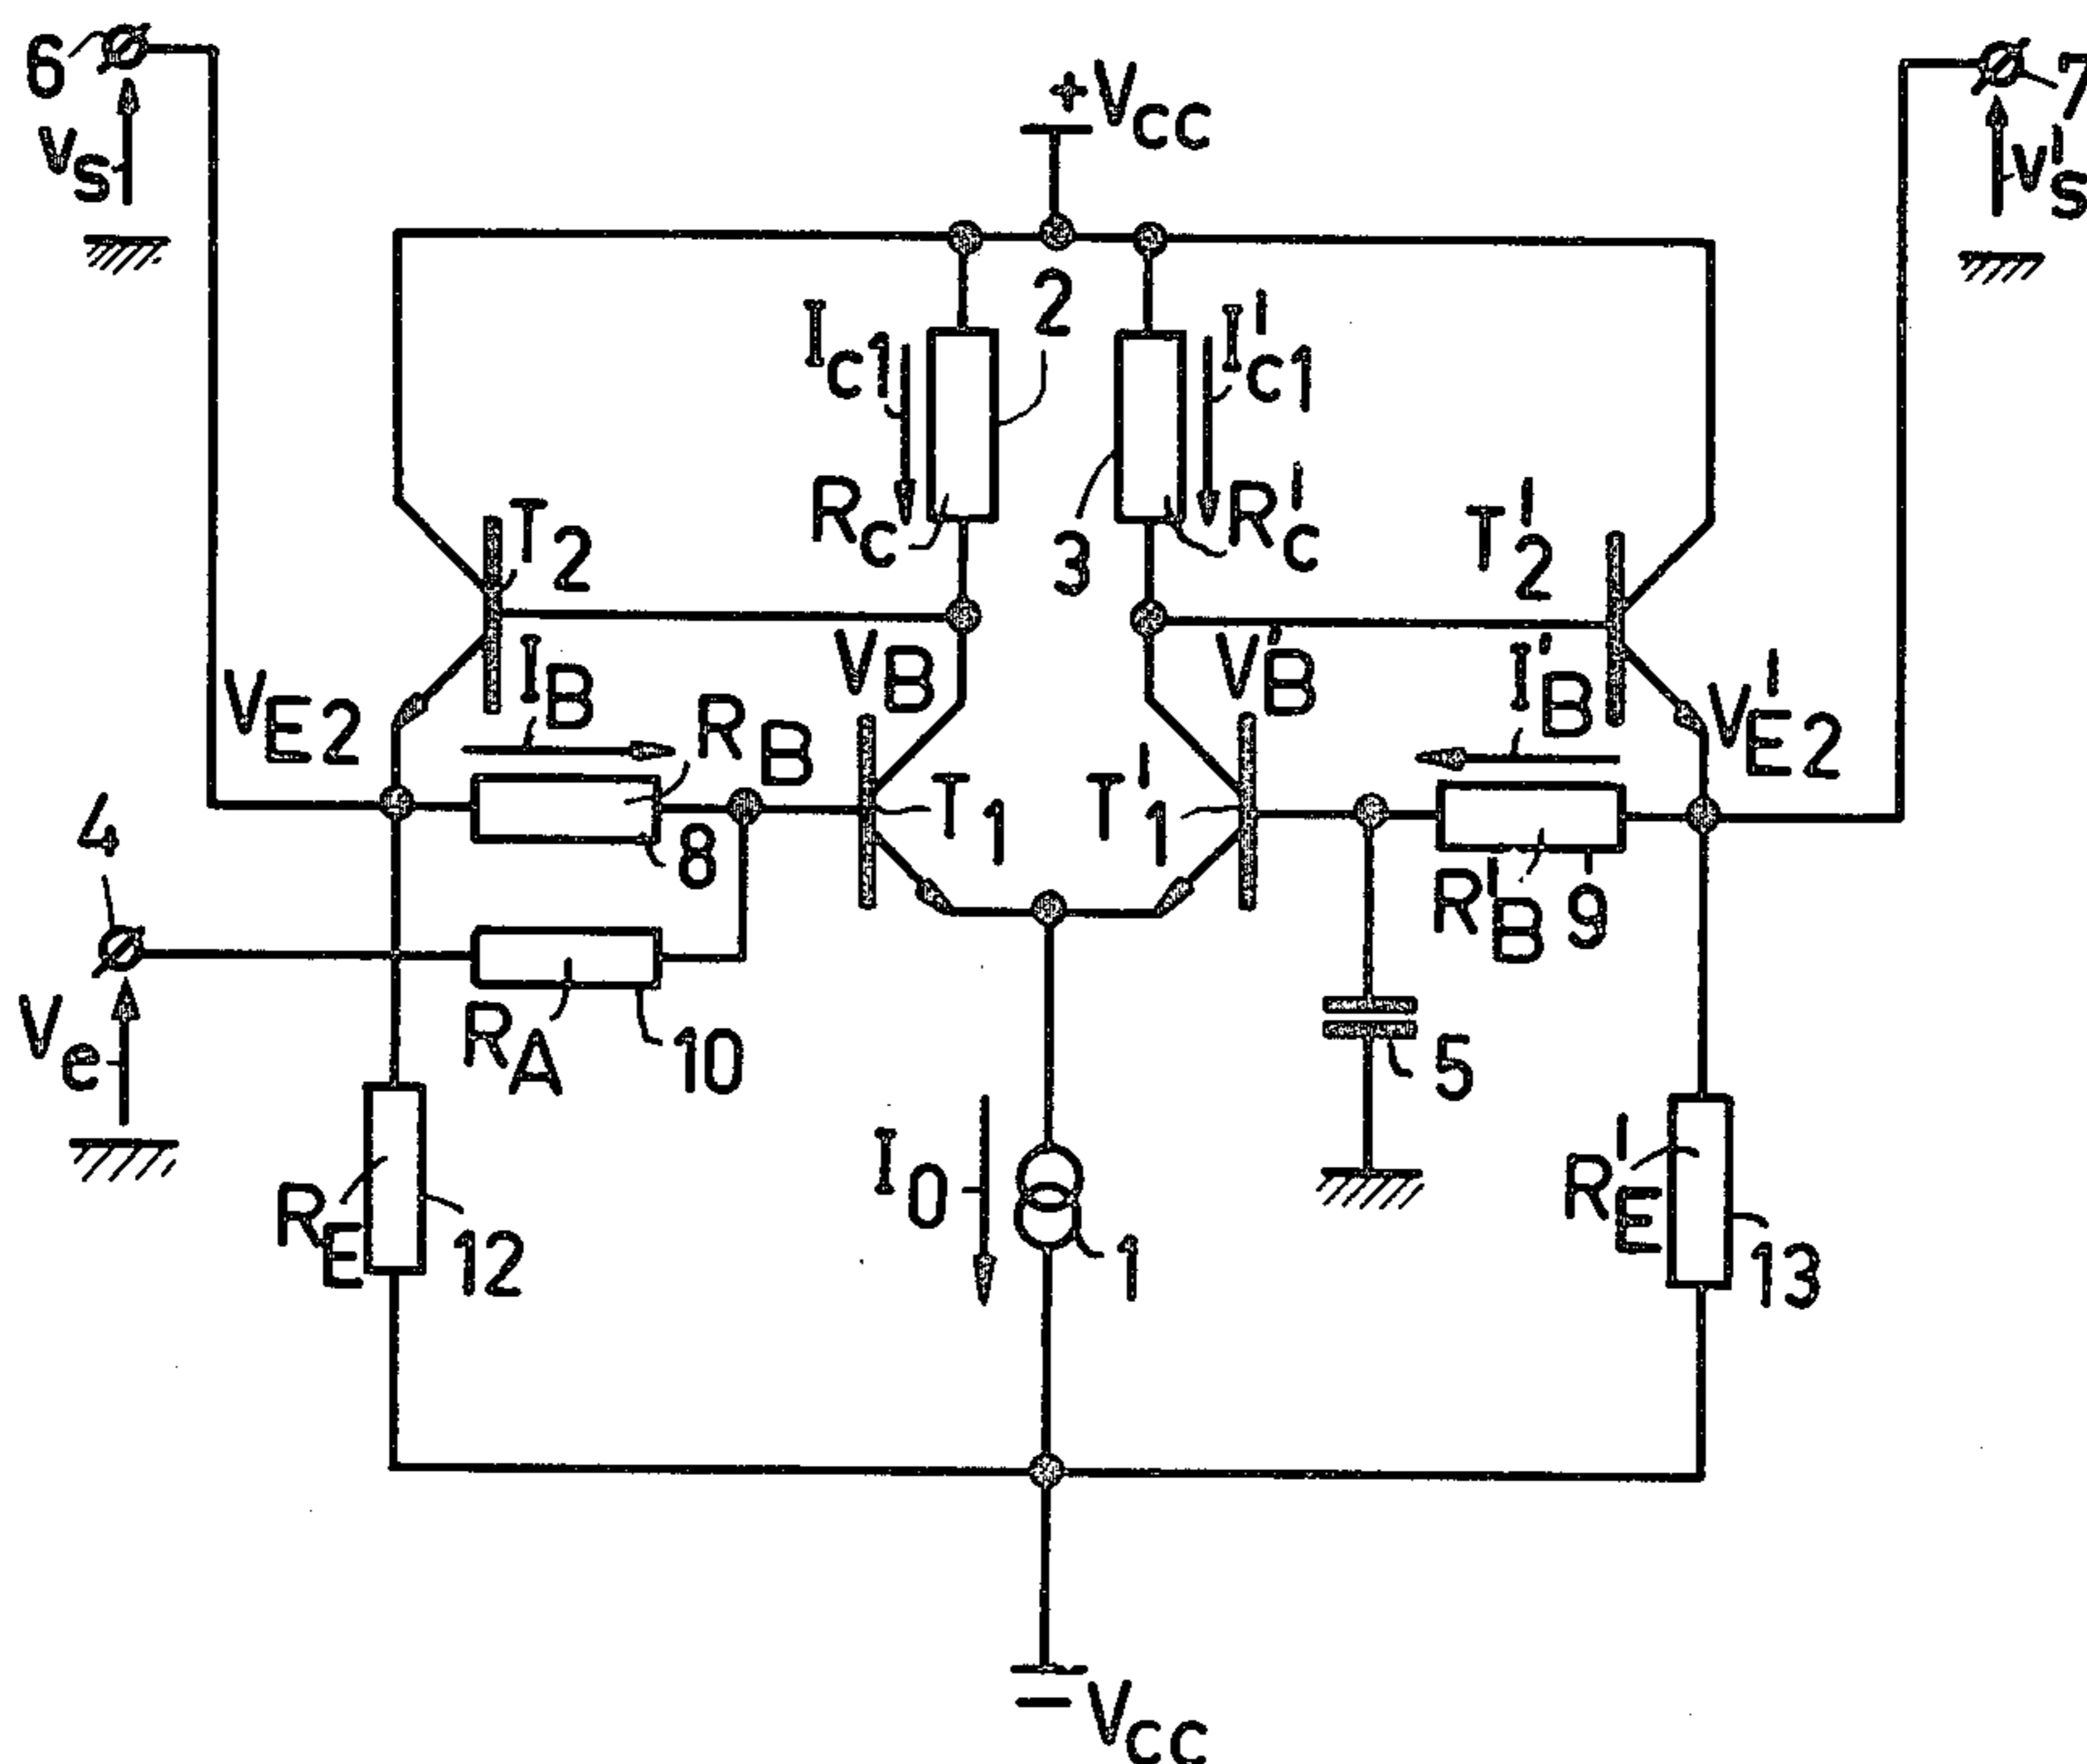 6
7
+VCC
vs
v's
2
IC1
I'C1
RC
R'C
3
T2
T'2
IB
VB
V'B
I'B
VE2
RB
V'E2
T1
T'1
4
8
R'B
9
Ve
RA
10
5
I0
RE
12
1
R'E
13
−VCC